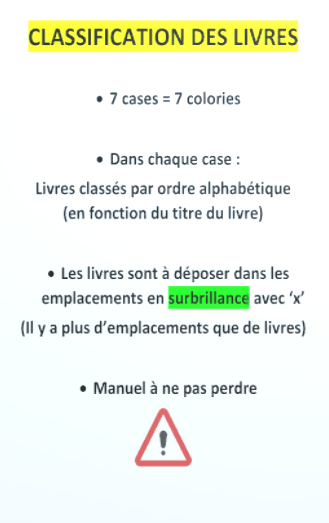 CLASSIFICATION DES LIVRES
• 7 cases = 7 colories
• Dans chaque case :
Livres classés par ordre alphabétique
(en fonction du titre du livre)
• Les livres sont à déposer dans les
emplacements en surbrillance avec ‘x’
(Il y a plus d’emplacements que de livres)
• Manuel à ne pas perdre
!